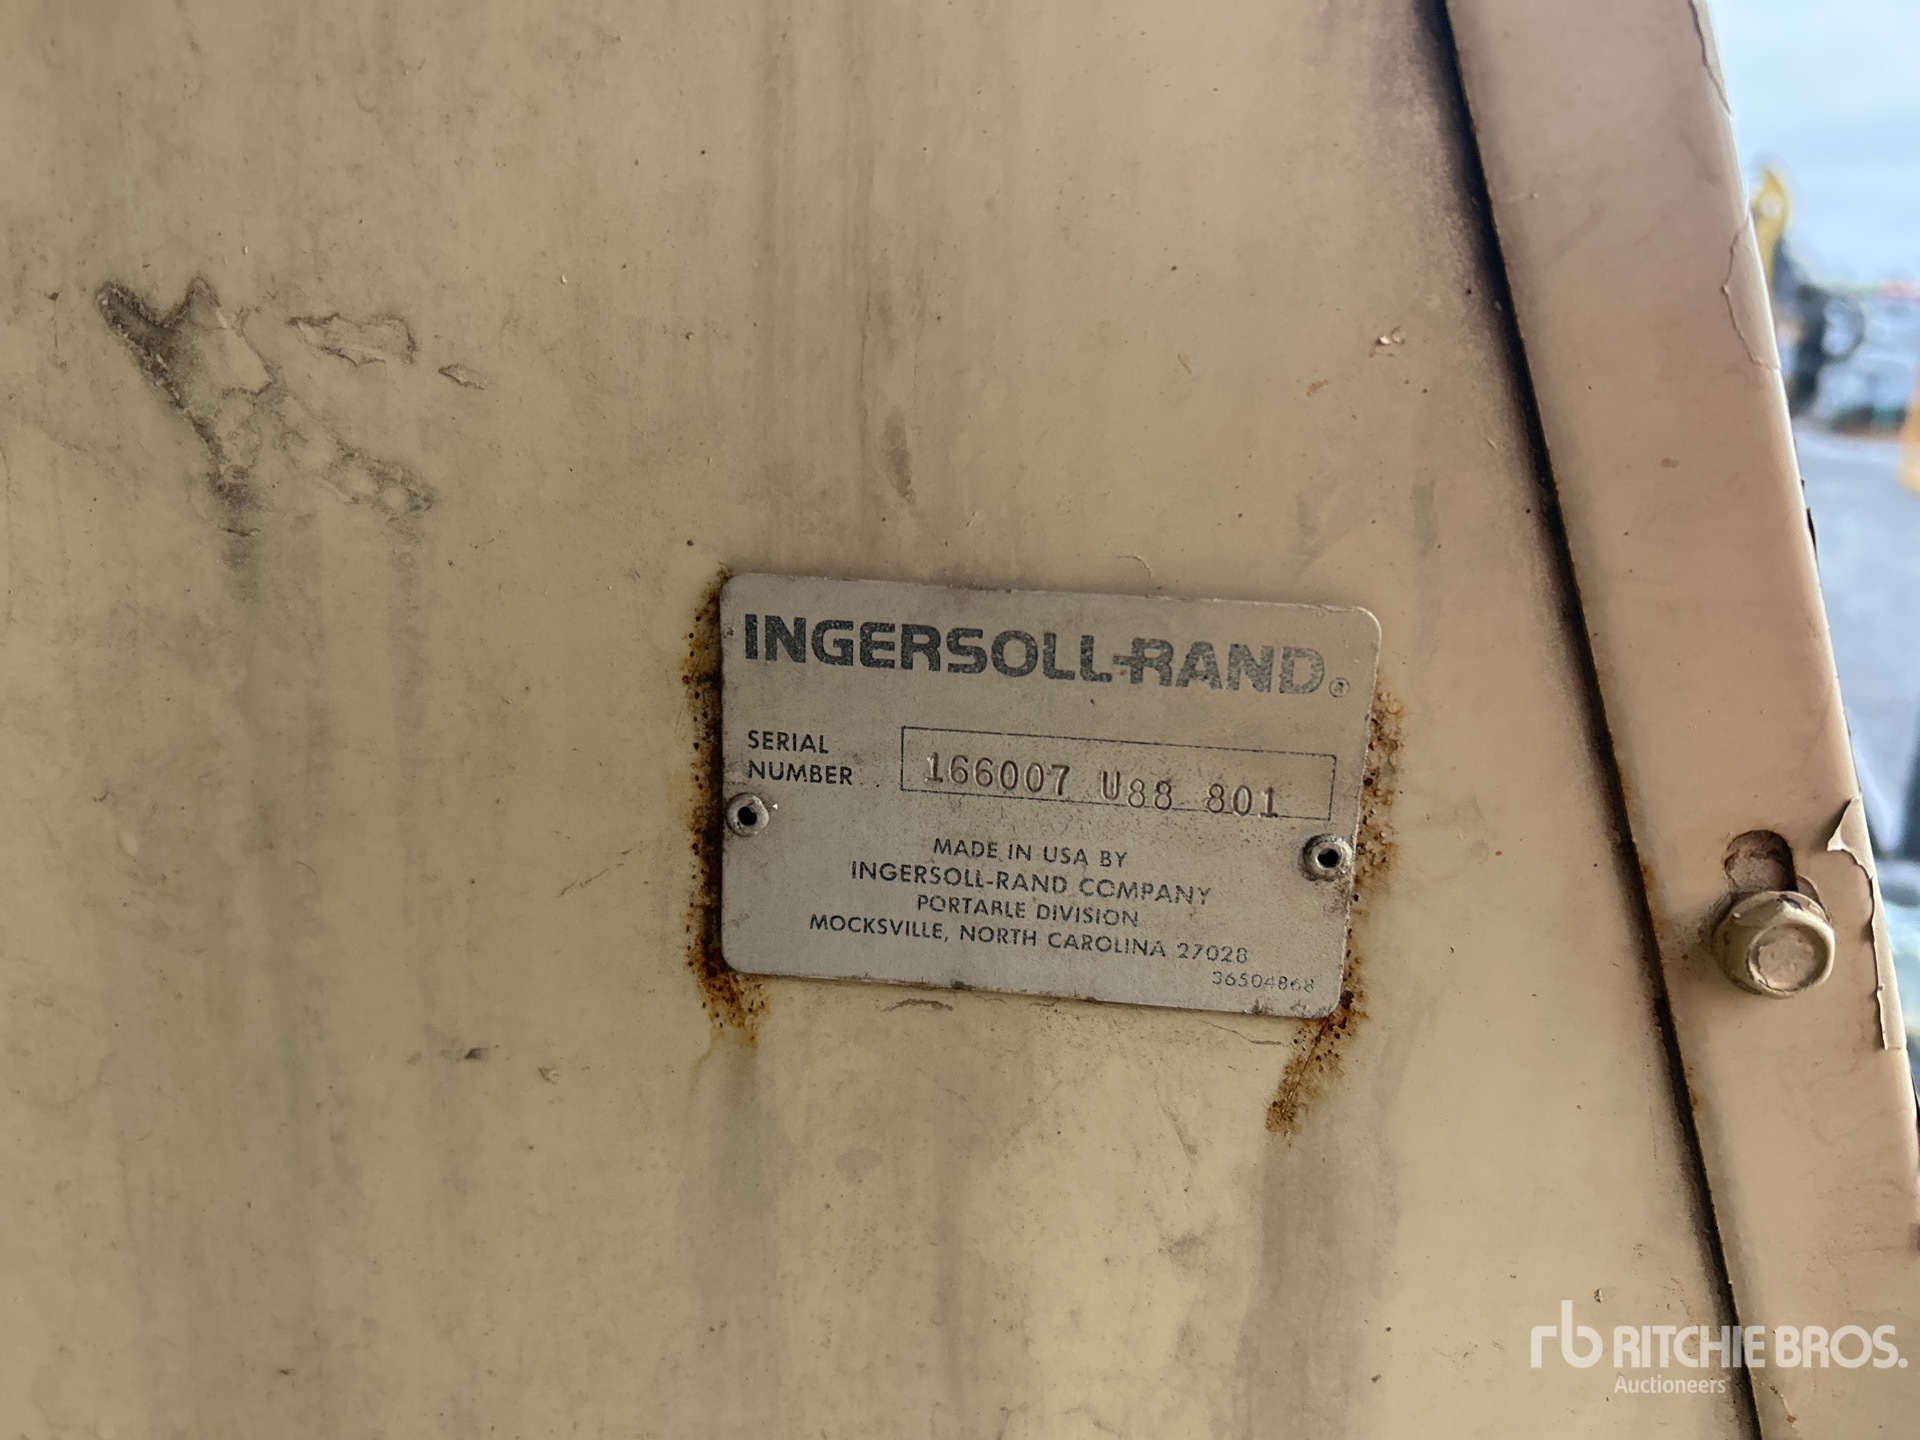 INGERSOLL-RAND®
SERIAL
NUMBER
166007 U88 801
MADE IN USA BY
INGERSOLL-RAND COMPANY
PORTABLE DIVISION
MOCKSVILLE, NORTH CAROLINA 27028
36504868
rb RITCHIE BROS.
Auctioneers